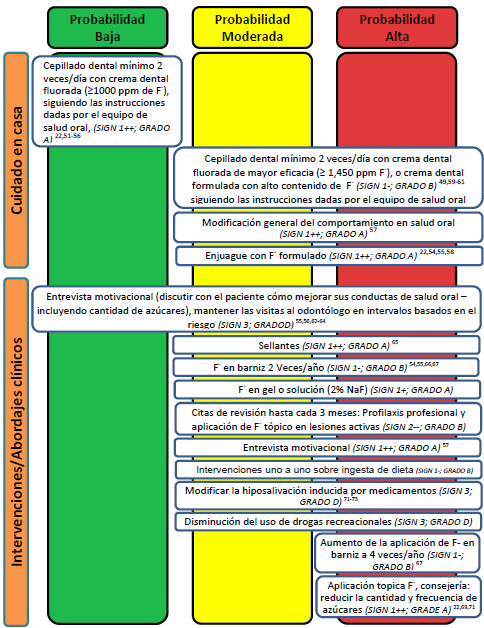 Probabilidad
Baja
Probabilidad
Moderada
Probabilidad
Alta
Cuidado en casa
Cepillado dental mínimo 2
veces/día con crema dental
fluorada (≥1000 ppm de F-),
siguiendo las instrucciones
dadas por el equipo de
salud oral, (SIGN 1++; GRADO
A) 22,51-56
Cepillado dental mínimo 2 veces/día con crema dental
fluorada de mayor eficacia (≥ 1,450 ppm F-), o crema dental
formulada con alto contenido de F- (SIGN 1-; GRADO B) 49,59-61
siguiendo las instrucciones dadas por el equipo de salud oral
Modificación general del comportamiento en salud oral
(SIGN 1++; GRADO A) 57
Enjuague con F- formulado (SIGN 1++; GRADO A) 22,54,55,58
Intervenciones/Abordajes clínicos
Entrevista motivacional (discutir con el paciente cómo mejorar sus conductas de salud oral –
incluyendo cantidad de azúcares), mantener las visitas al odontólogo en intervalos basados en el
riesgo (SIGN 3; GRADOD) 55,56,62-64
Sellantes (SIGN 1++; GRADO A) 65
F- en barniz 2 Veces/año (SIGN 1-; GRADO B) 54,55,66,67
F- en gel o solución (2% NaF) (SIGN 1+; GRADO A)
Citas de revisión hasta cada 3 meses: Profilaxis profesional y
aplicación de F- tópico en lesiones activas (SIGN 2--; GRADO B)
Entrevista motivacional (SIGN 1++; GRADO A) 57
Intervenciones uno a uno sobre ingesta de dieta (SIGN 1-; GRADO B)
Modificar la hiposalivación inducida por medicamentos (SIGN 3;
GRADO D) 71-73
Disminución del uso de drogas recreacionales (SIGN 3; GRADO D)
Aumento de la aplicación de F- en
barniz a 4 veces/año (SIGN 1-;
GRADO B) 67
Aplicación topica F-, consejería:
reducir la cantidad y frecuencia de
azúcares (SIGN 1++; GRADE A) 22,69,71